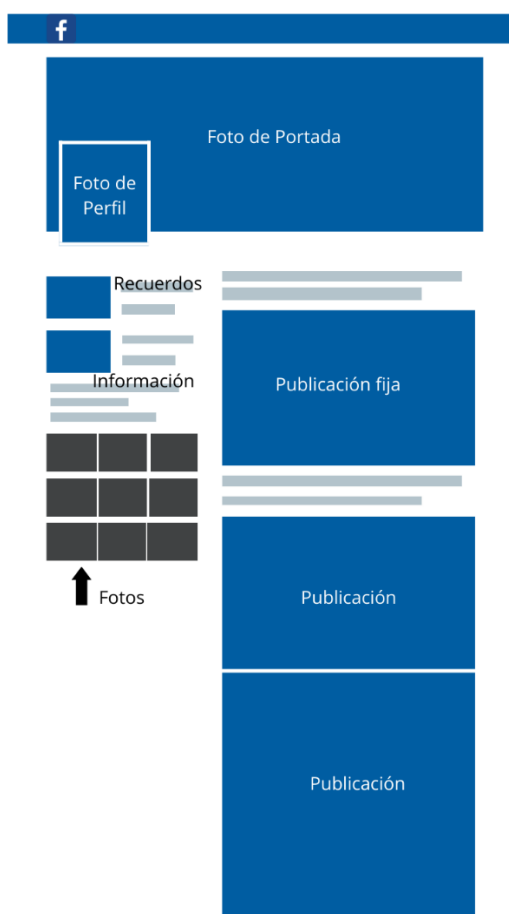 f
Foto de Portada
Foto de
Perfil
Recuerdos
Información
Publicación fija
Fotos
Publicación
Publicación